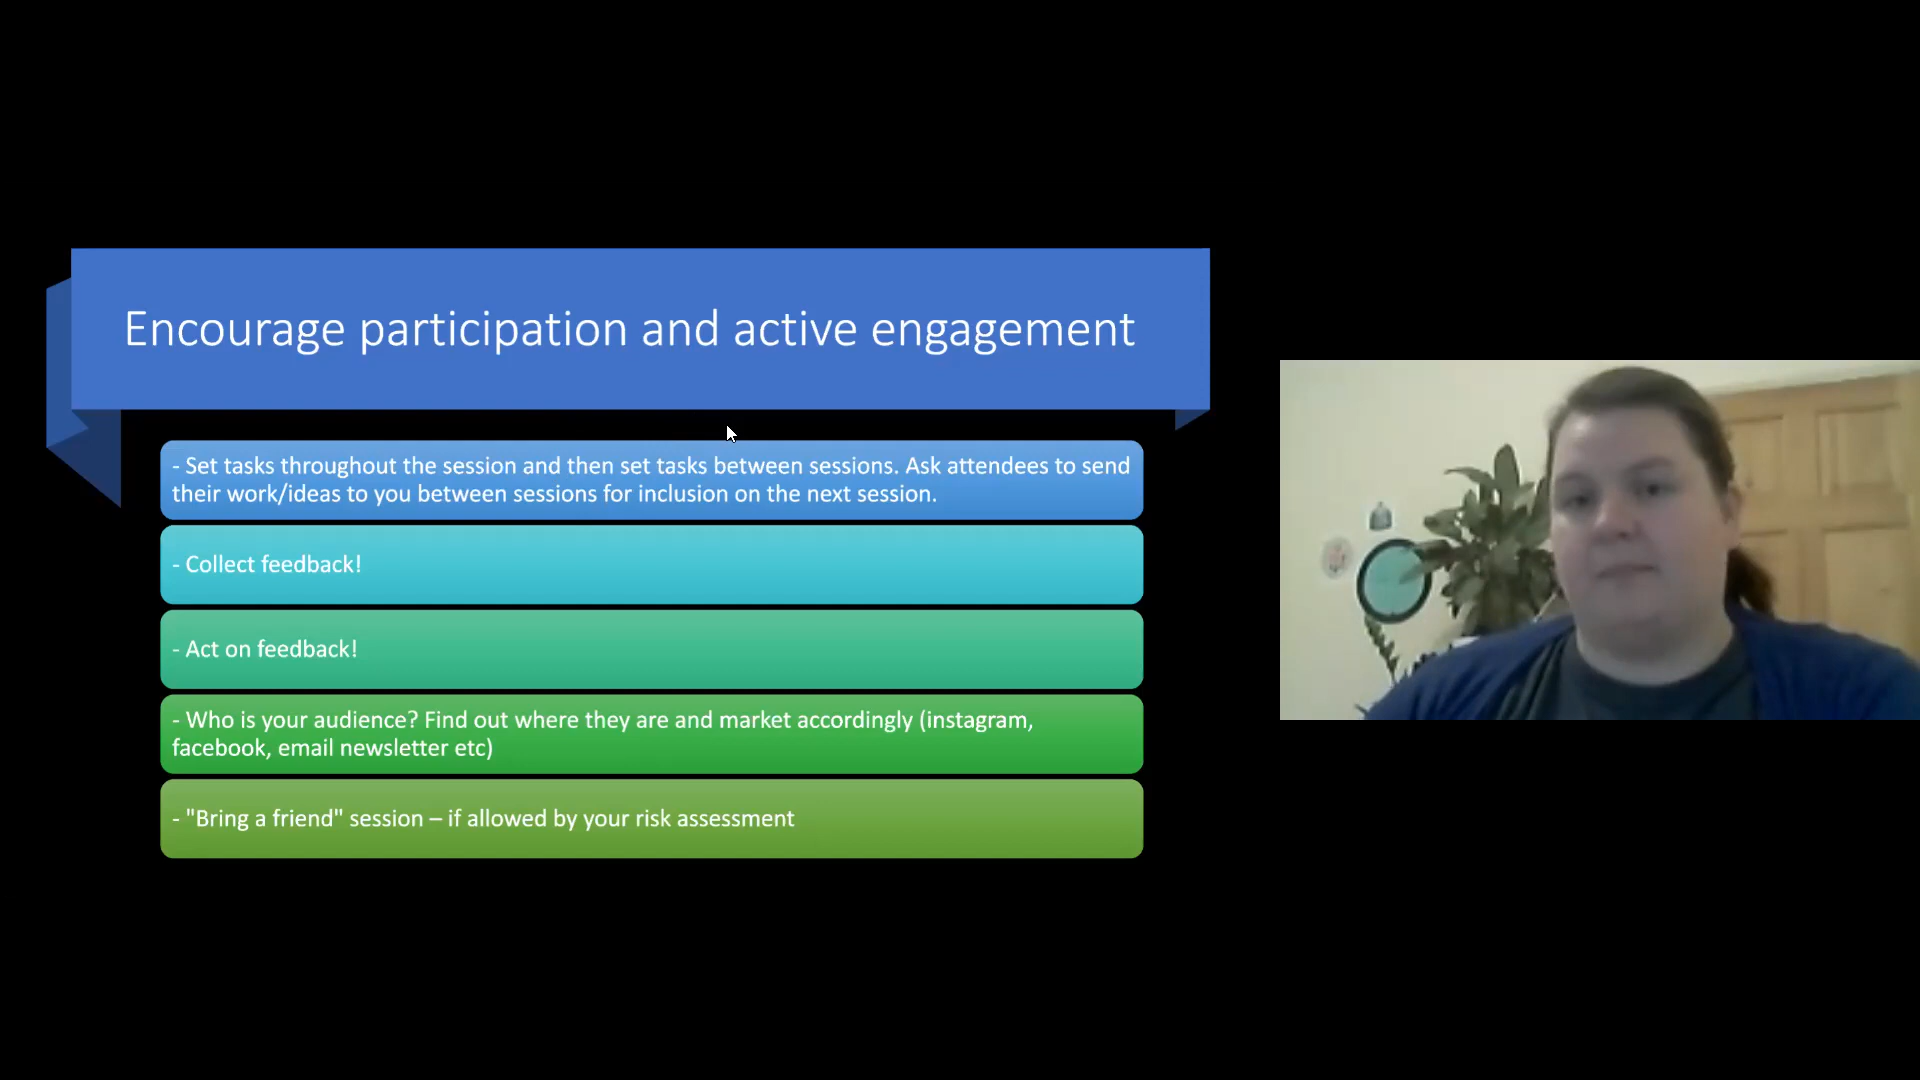 Encourage participation and active engagement
- Set tasks throughout the session and then set tasks between sessions. Ask attendees to send
their work/ideas to you between sessions for inclusion on the next session.
- Collect feedback!
- Act on feedback!
- Who is your audience? Find out where they are and market accordingly (instagram,
facebook, email newsletter etc)
- "Bring a friend" session – if allowed by your risk assessment